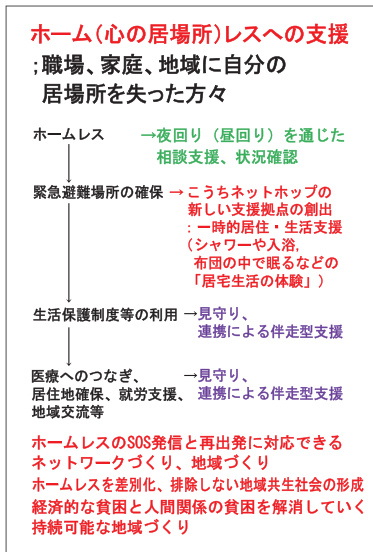 ホーム(心の居場所)レスへの支援
;職場、家庭、地域に自分の
居場所を失った方々
ホームレス →夜回り（昼回り）を通じた
相談支援、状況確認
緊急避難場所の確保 →こうちネットホップの
新しい支援拠点の創出
：一時的居住・生活支援
（シャワーや入浴,
布団の中で眠るなどの
「居宅生活の体験」）
生活保護制度等の利用 →見守り、
連携による伴走型支援
医療へのつなぎ、 →見守り、
居住地確保、就労支援、 連携による伴走型支援
地域交流等
ホームレスのSOS発信と再出発に対応できる
ネットワークづくり、地域づくり
ホームレスを差別化、排除しない地域共生社会の形成
経済的な貧困と人間関係の貧困を解消していく
持続可能な地域づくり